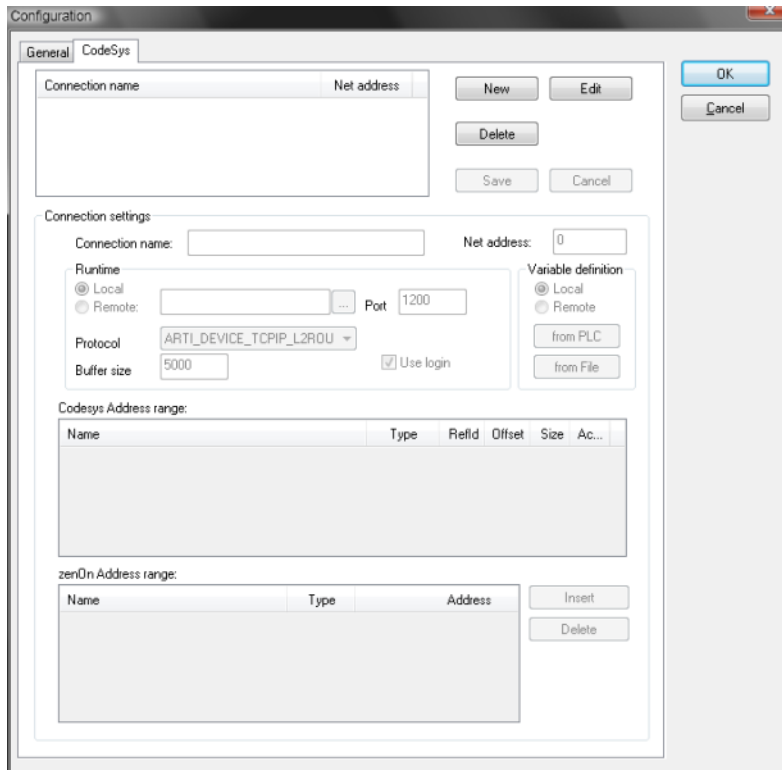 Configuration
General CodeSys
Connection name Net address
New Edit
Delete
Save Cancel
OK
Cancel
Connection settings
Connection name: Net address: 0
Runtime
Local
Remote: ... Port 1200
Protocol ARTI_DEVICE_TCPIP_L2ROU
Buffer size 5000 Use login
Variable definition
Local
Remote
from PLC
from File
Codesys Address range:
Name Type RefId Offset Size Ac...
zenOn Address range:
Name Type Address
Insert
Delete